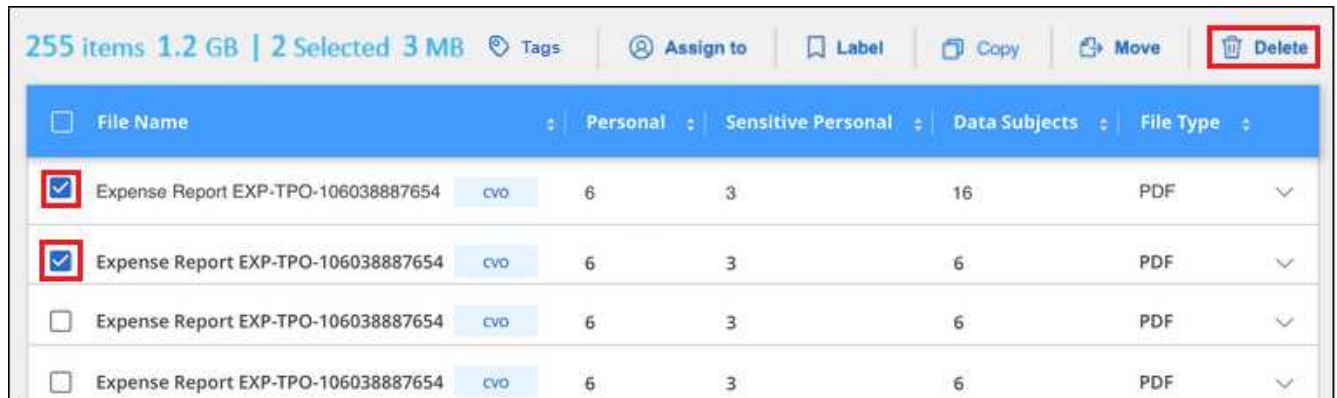 255 items 1.2 GB | 2 Selected 3 MB Tags Assign to Label Copy Move Delete
File Name Personal Sensitive Personal Data Subjects File Type
Expense Report EXP-TPO-106038887654 CVO 6 3 16 PDF
Expense Report EXP-TPO-106038887654 CVO 6 3 6 PDF
Expense Report EXP-TPO-106038887654 CVO 6 3 6 PDF
Expense Report EXP-TPO-106038887654 CVO 6 3 6 PDF